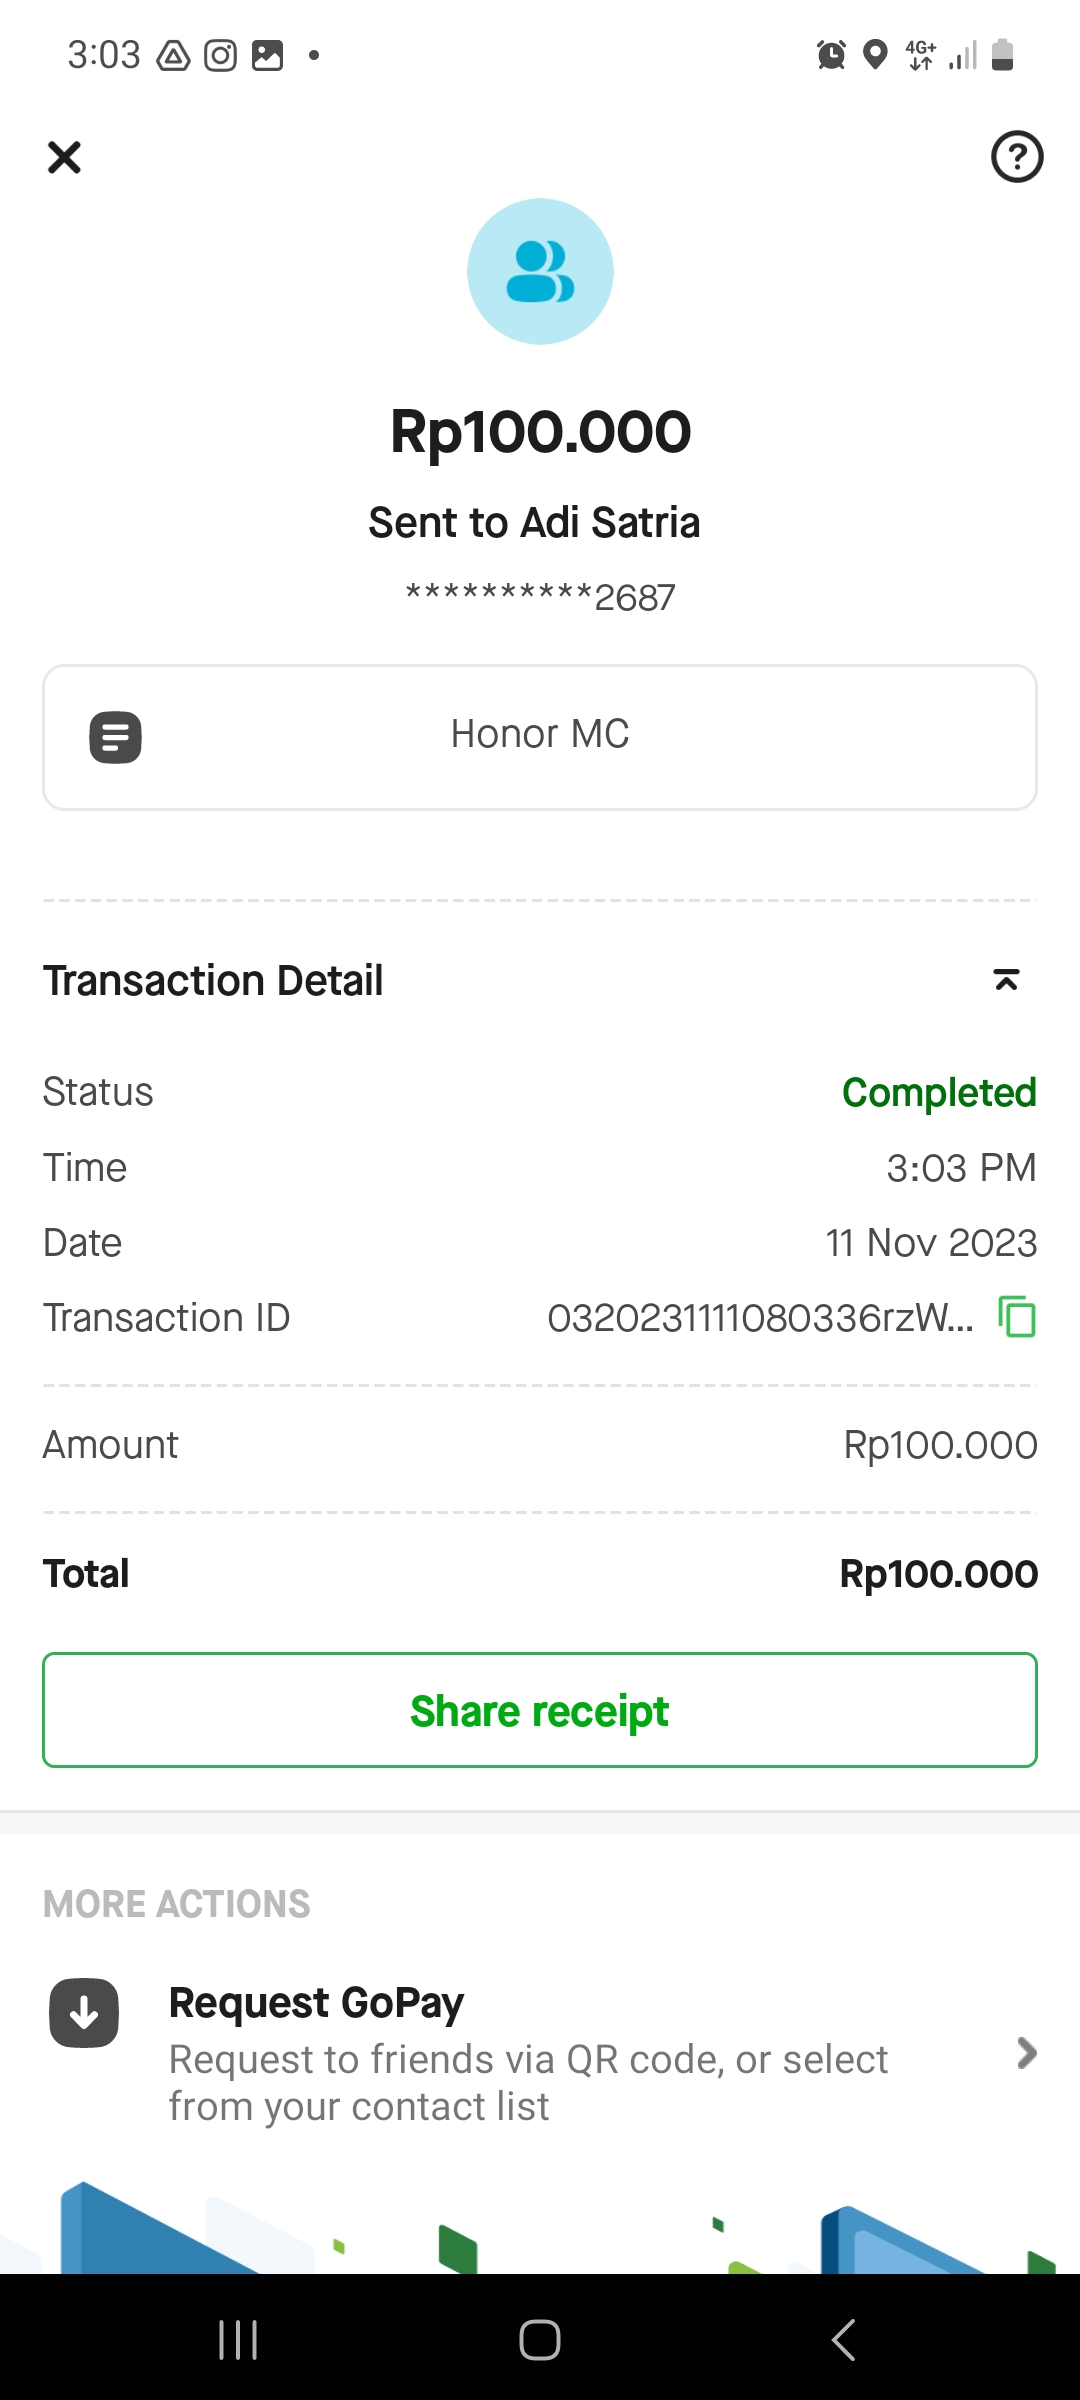 3:03
4G+
Rp100.000
Sent to Adi Satria
**********2687
Honor MC
Transaction Detail
Status Completed
Time 3:03 PM
Date 11 Nov 2023
Transaction ID 0320231111080336rzW...
Amount Rp100.000
Total Rp100.000
Share receipt
MORE ACTIONS
Request GoPay
Request to friends via QR code, or select
from your contact list